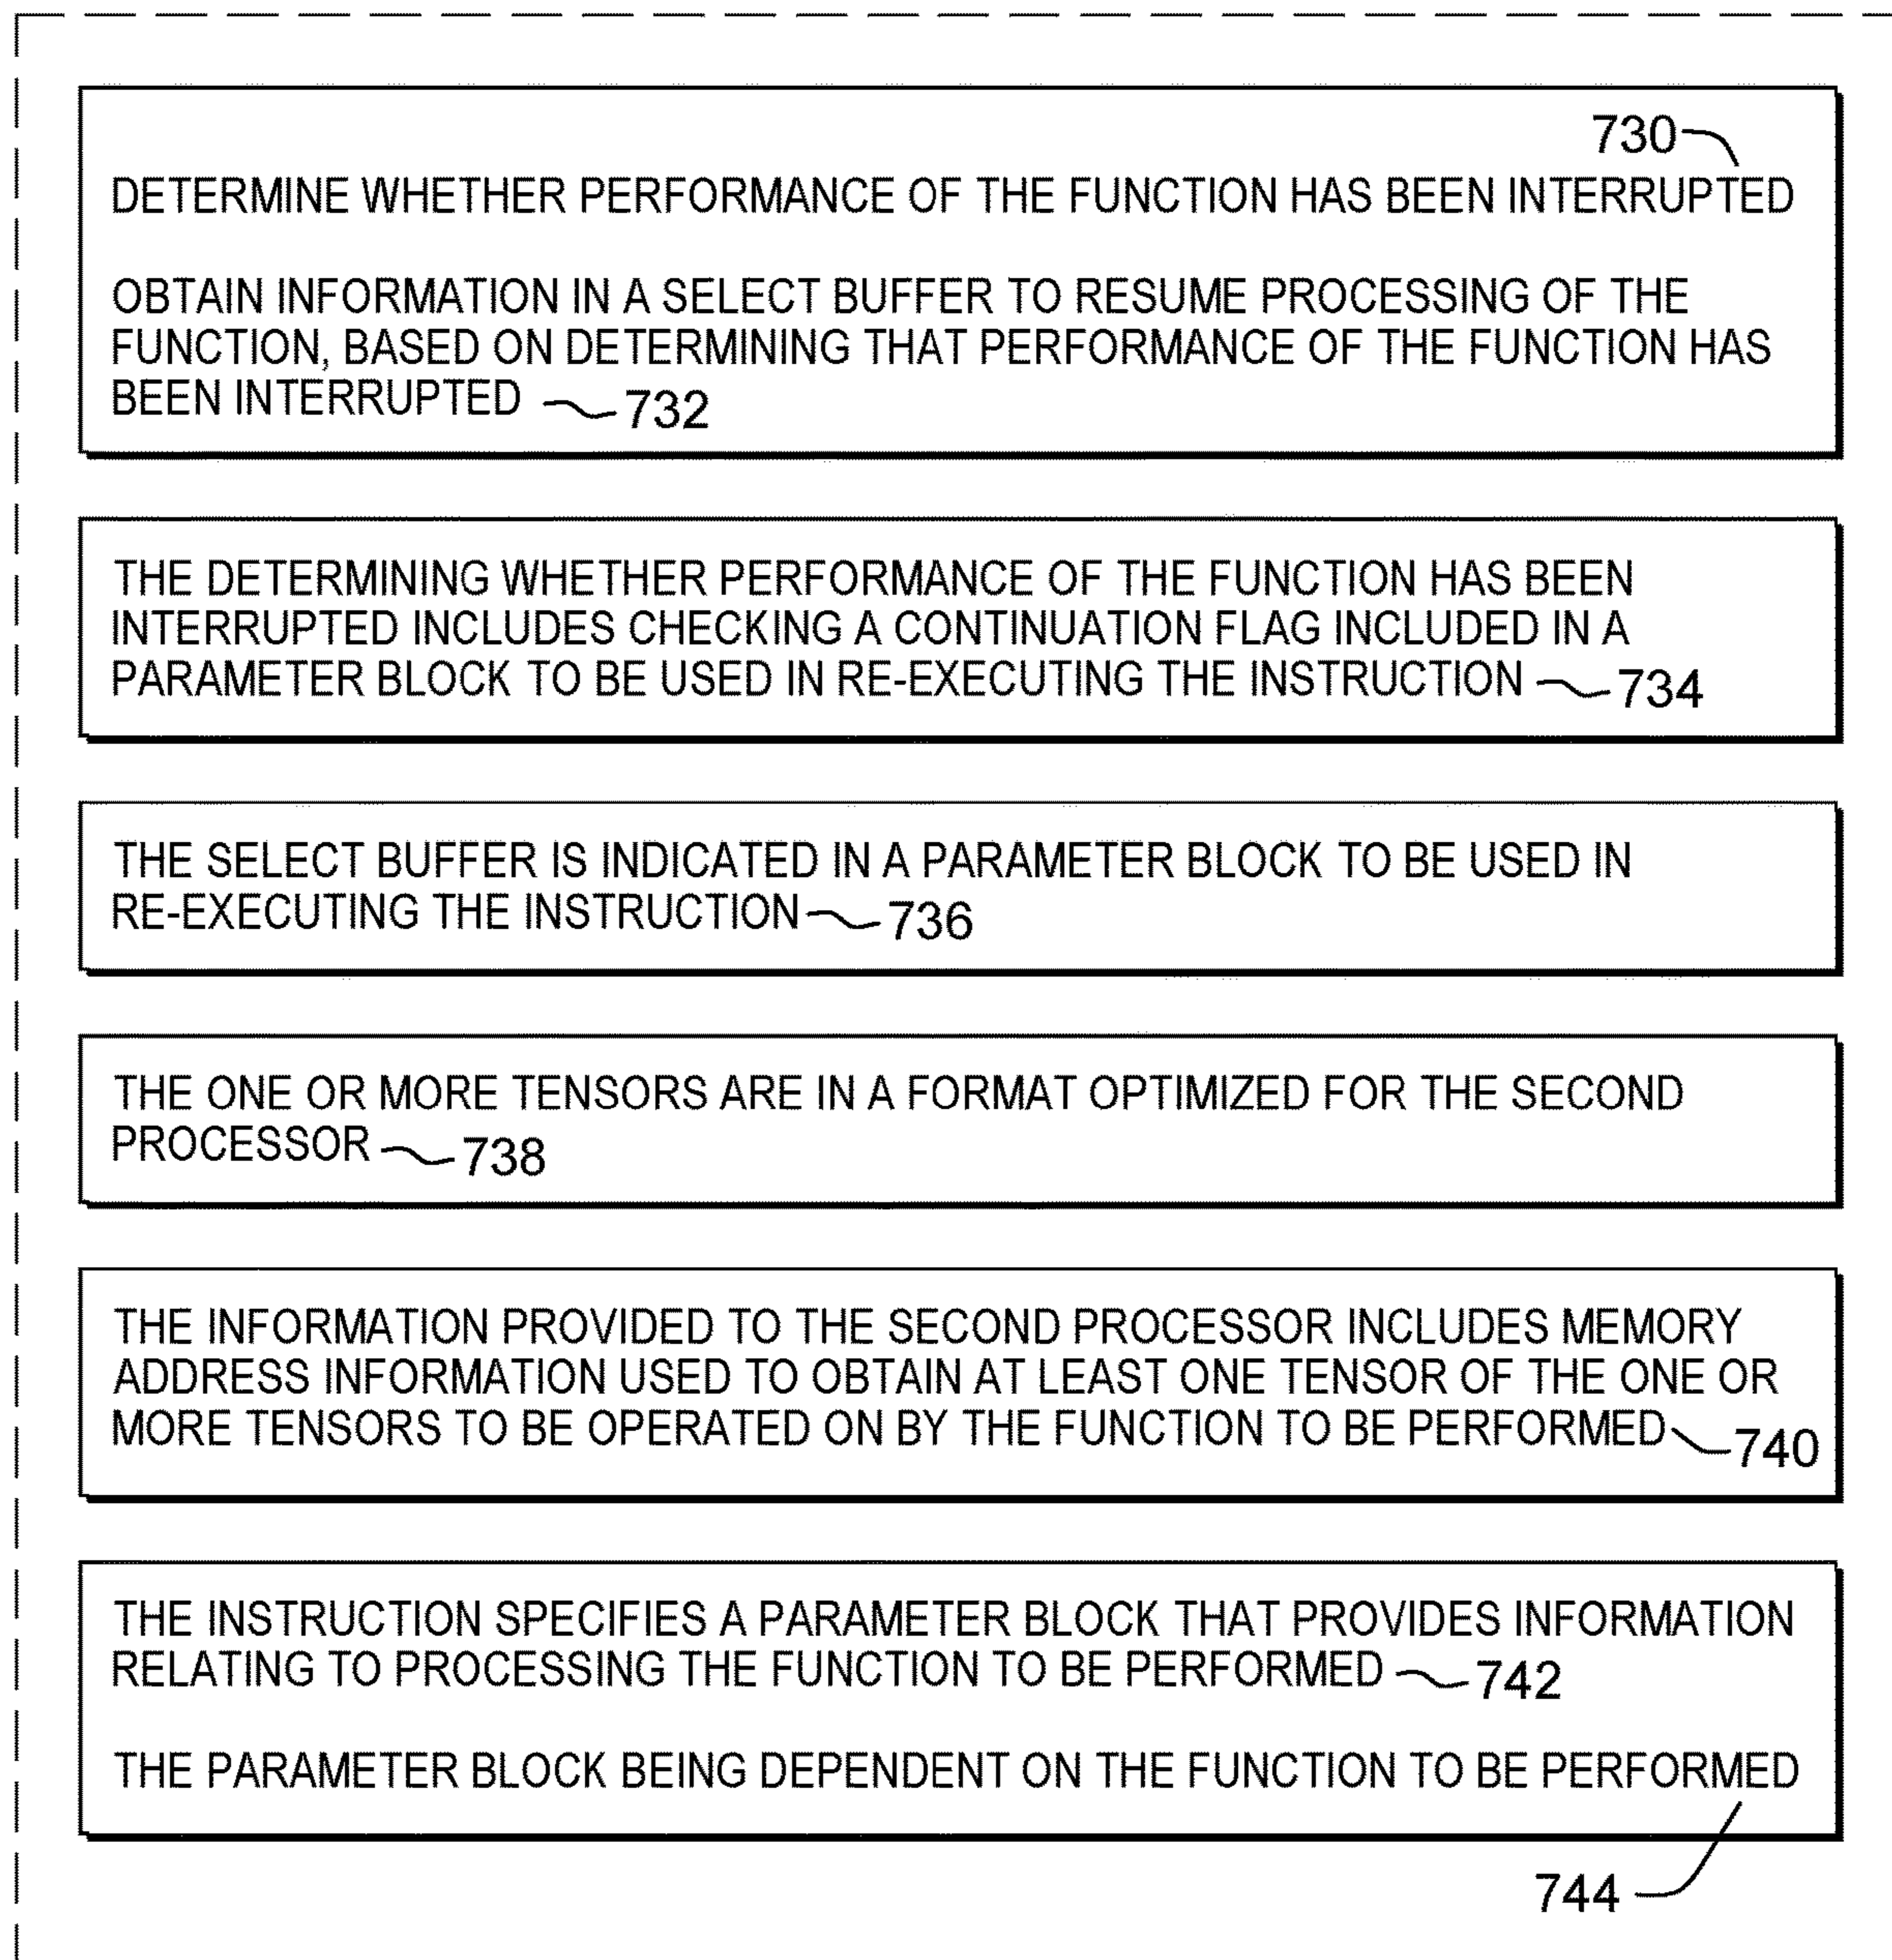 730
DETERMINE WHETHER PERFORMANCE OF THE FUNCTION HAS BEEN INTERRUPTED
OBTAIN INFORMATION IN A SELECT BUFFER TO RESUME PROCESSING OF THE
FUNCTION, BASED ON DETERMINING THAT PERFORMANCE OF THE FUNCTION HAS
BEEN INTERRUPTED 732
THE DETERMINING WHETHER PERFORMANCE OF THE FUNCTION HAS BEEN
INTERRUPTED INCLUDES CHECKING A CONTINUATION FLAG INCLUDED IN A
PARAMETER BLOCK TO BE USED IN RE-EXECUTING THE INSTRUCTION 734
THE SELECT BUFFER IS INDICATED IN A PARAMETER BLOCK TO BE USED IN
RE-EXECUTING THE INSTRUCTION 736
THE ONE OR MORE TENSORS ARE IN A FORMAT OPTIMIZED FOR THE SECOND
PROCESSOR 738
THE INFORMATION PROVIDED TO THE SECOND PROCESSOR INCLUDES MEMORY
ADDRESS INFORMATION USED TO OBTAIN AT LEAST ONE TENSOR OF THE ONE OR
MORE TENSORS TO BE OPERATED ON BY THE FUNCTION TO BE PERFORMED 740
THE INSTRUCTION SPECIFIES A PARAMETER BLOCK THAT PROVIDES INFORMATION
RELATING TO PROCESSING THE FUNCTION TO BE PERFORMED 742
THE PARAMETER BLOCK BEING DEPENDENT ON THE FUNCTION TO BE PERFORMED
744